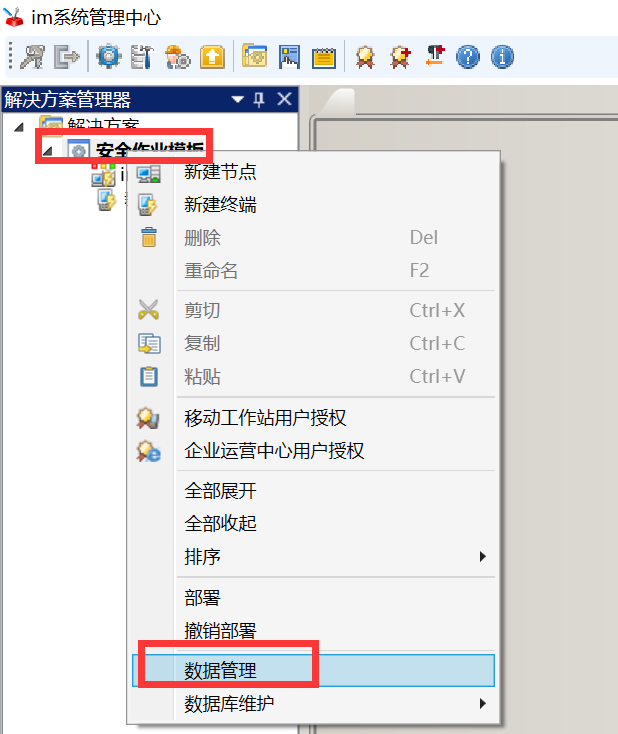 im系统管理中心
解决方案管理器
解决方案
安全作业模板
新建节点
新建终端
删除 Del
重命名 F2
剪切 Ctrl+X
复制 Ctrl+C
粘贴 Ctrl+V
移动工作站用户授权
企业运营中心用户授权
全部展开
全部收起
排序
部署
撤销部署
数据管理
数据库维护